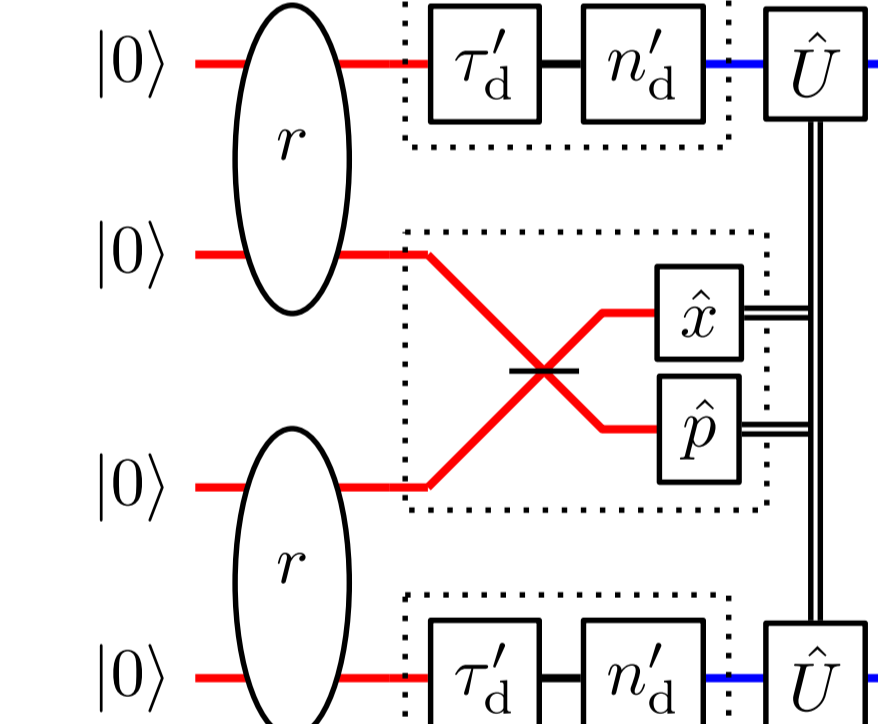 |0⟩ τ′d n′d Û
r
|0⟩
x̂
p̂
|0⟩
r
|0⟩ τ′d n′d Û